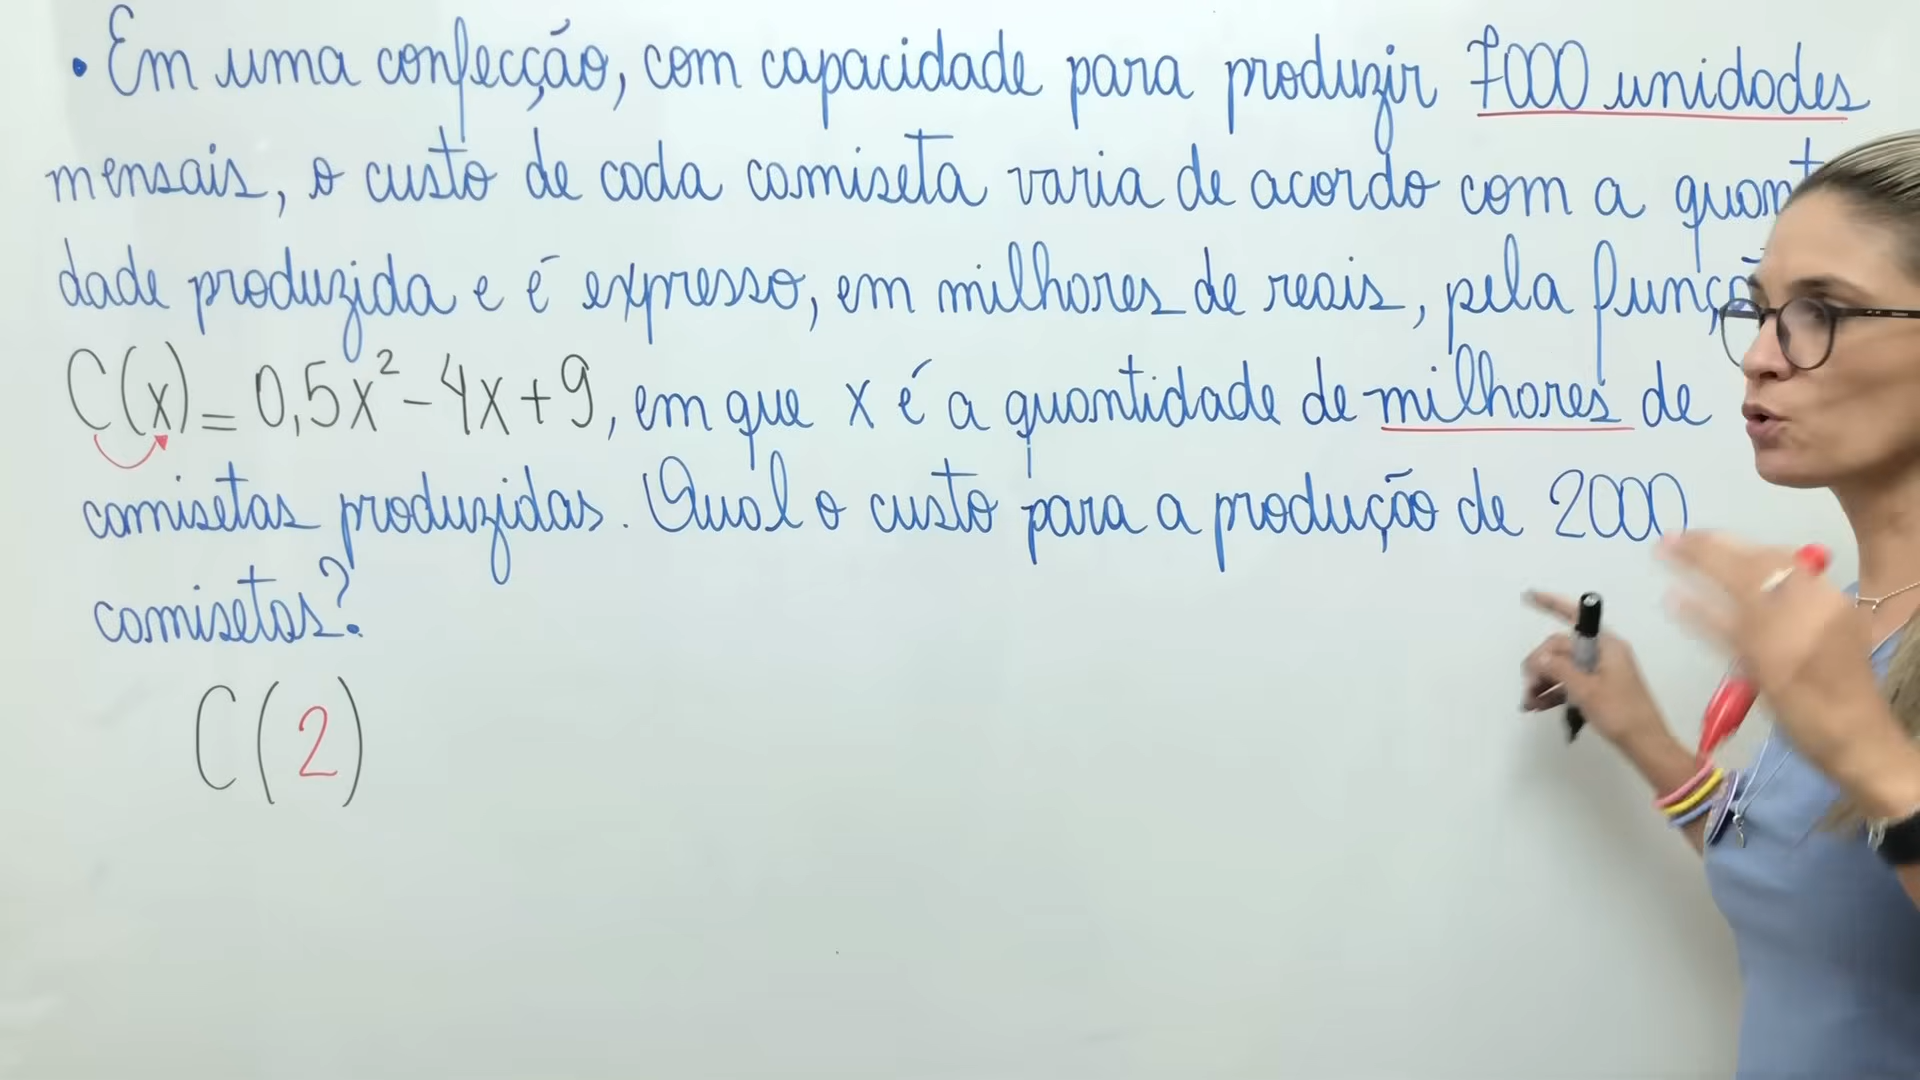 • Em uma confecção, com capacidade para produzir 7000 unidades
mensais, o custo de cada camiseta varia de acordo com a
dade produzida e é expresso, em milhares de reais, pela
C(x) = 0,5x² - 4x + 9, em que x é a quantidade de milhares de
camisetas produzidas. Qual o custo para a produção de 2000
camisetas?
C(2)